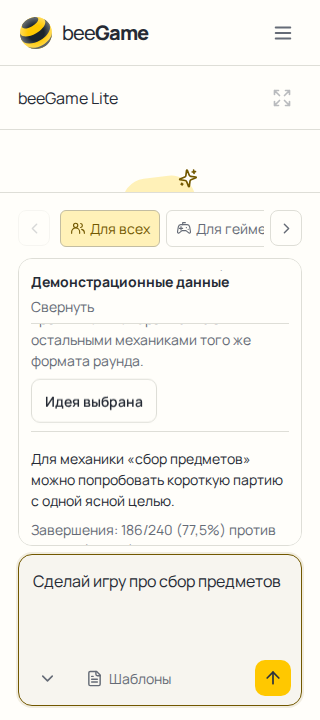 beeGame
beeGame Lite
Для всех
Для гейме
Демонстрационные данные
Свернуть
остальными механиками того же
формата раунда.
Идея выбрана
Для механики «сбор предметов»
можно попробовать короткую партию
с одной ясной целью.
Завершения: 186/240 (77,5%) против
Сделай игру про сбор предметов
Шаблоны